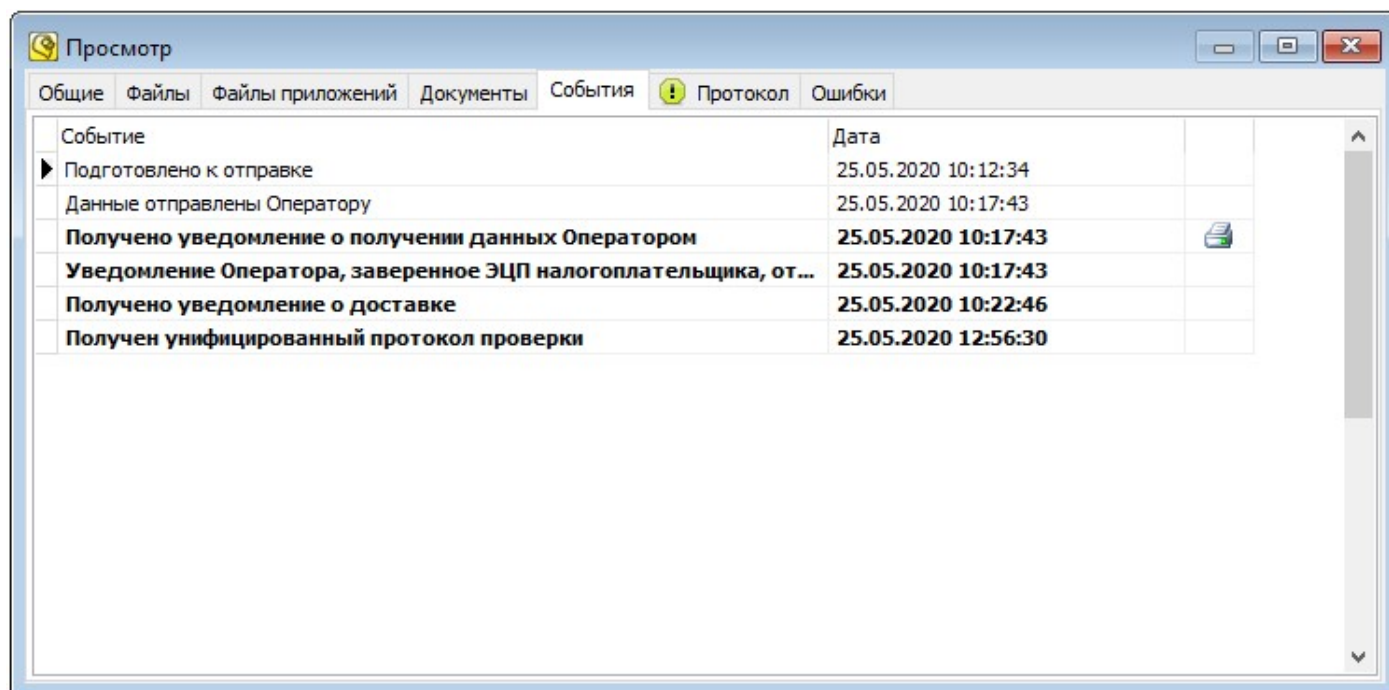 Просмотр
Общие Файлы Файлы приложений Документы События Протокол Ошибки
Событие Дата
Подготовлено к отправке 25.05.2020 10:12:34
Данные отправлены Оператору 25.05.2020 10:17:43
Получено уведомление о получении данных Оператором 25.05.2020 10:17:43
Уведомление Оператора, заверенное ЭЦП налогоплательщика, от... 25.05.2020 10:17:43
Получено уведомление о доставке 25.05.2020 10:22:46
Получен унифицированный протокол проверки 25.05.2020 12:56:30